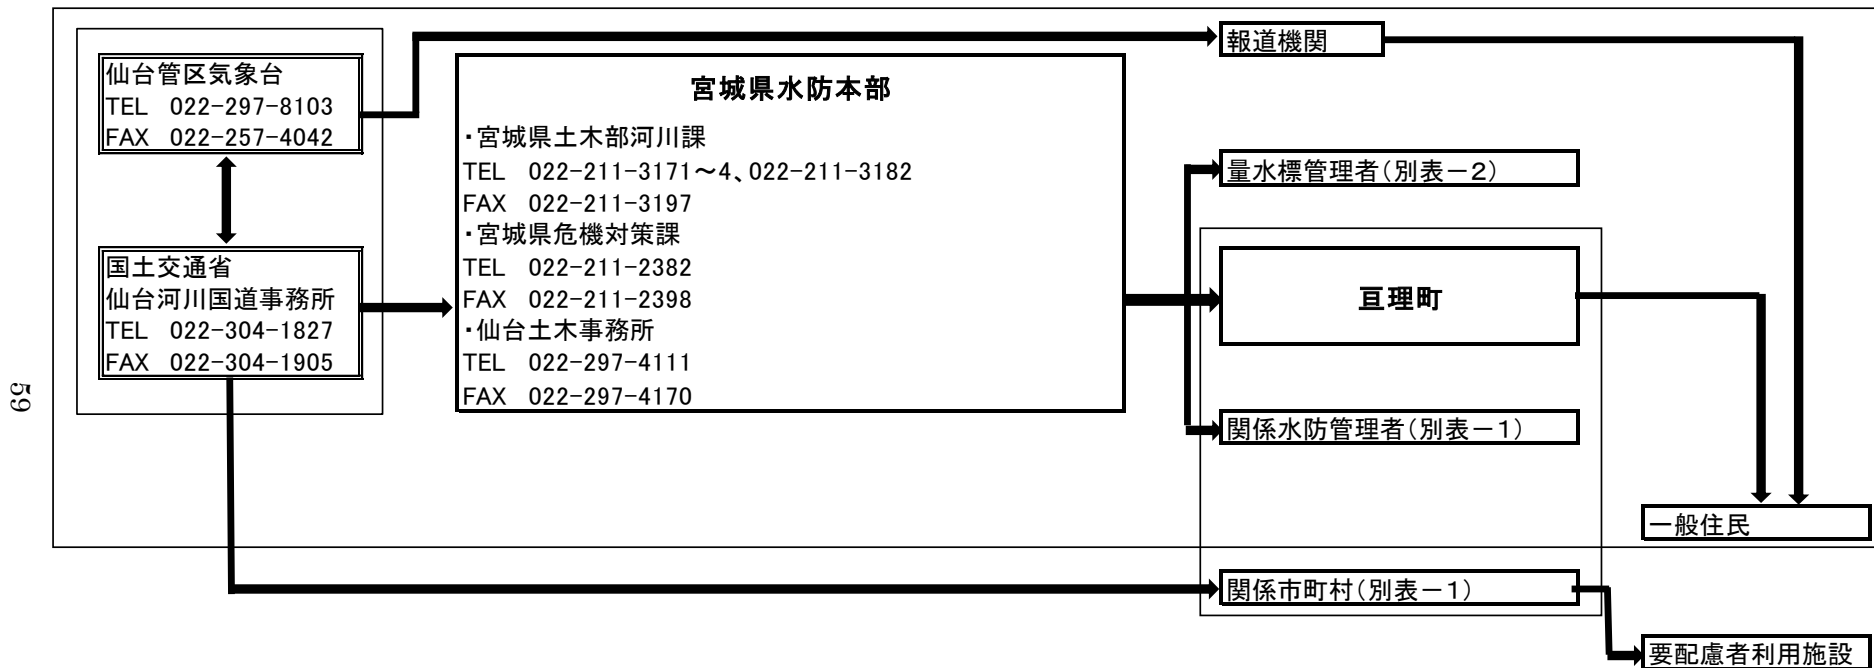 報道機関
仙台管区気象台
TEL 022-297-8103
FAX 022-257-4042
国土交通省
仙台河川国道事務所
TEL 022-304-1827
FAX 022-304-1905
宮城県水防本部
・宮城県土木部河川課
TEL 022-211-3171～4、022-211-3182
FAX 022-211-3197
・宮城県危機対策課
TEL 022-211-2382
FAX 022-211-2398
・仙台土木事務所
TEL 022-297-4111
FAX 022-297-4170
量水標管理者(別表－2)
亘理町
関係水防管理者(別表－1)
一般住民
関係市町村(別表－1)
要配慮者利用施設
59